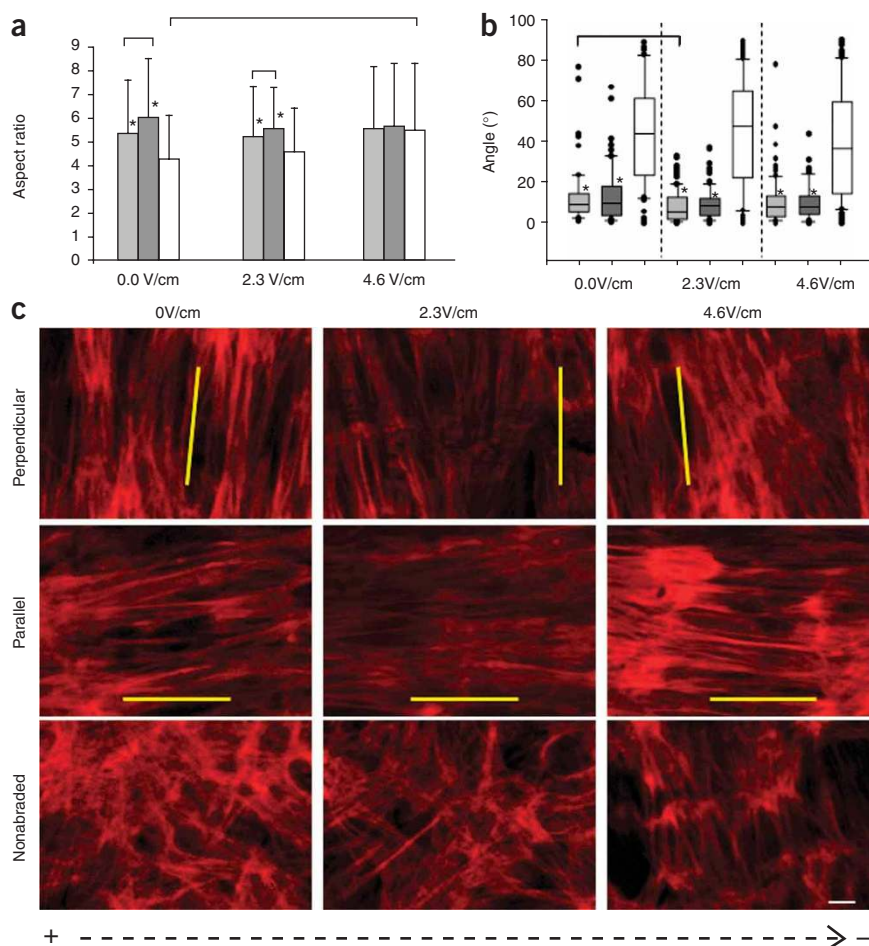 a
9
8
7
6
5
4
3
2
1
0
Aspect ratio
*
*
*
*
0.0 V/cm
2.3 V/cm
4.6 V/cm
b
100
80
60
40
20
0
Angle (°)
*
*
*
*
*
*
0.0V/cm
2.3V/cm
4.6V/cm
c
0V/cm
2.3V/cm
4.6V/cm
Perpendicular
Parallel
Nonabraded
+
–